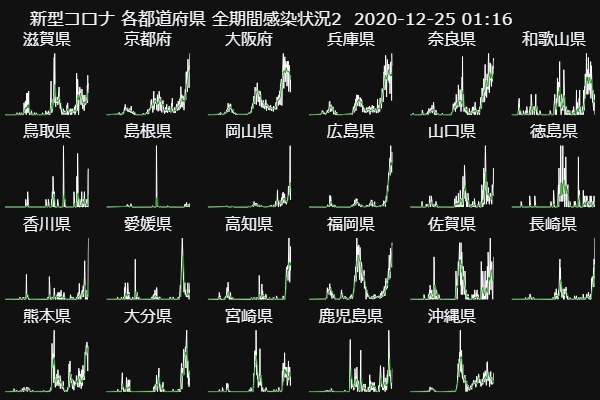 新型コロナ 各都道府県 全期間感染状況2 2020-12-25 01:16
滋賀県 京都府 大阪府 兵庫県 奈良県 和歌山県
鳥取県 島根県 岡山県 広島県 山口県 徳島県
香川県 愛媛県 高知県 福岡県 佐賀県 長崎県
熊本県 大分県 宮崎県 鹿児島県 沖縄県